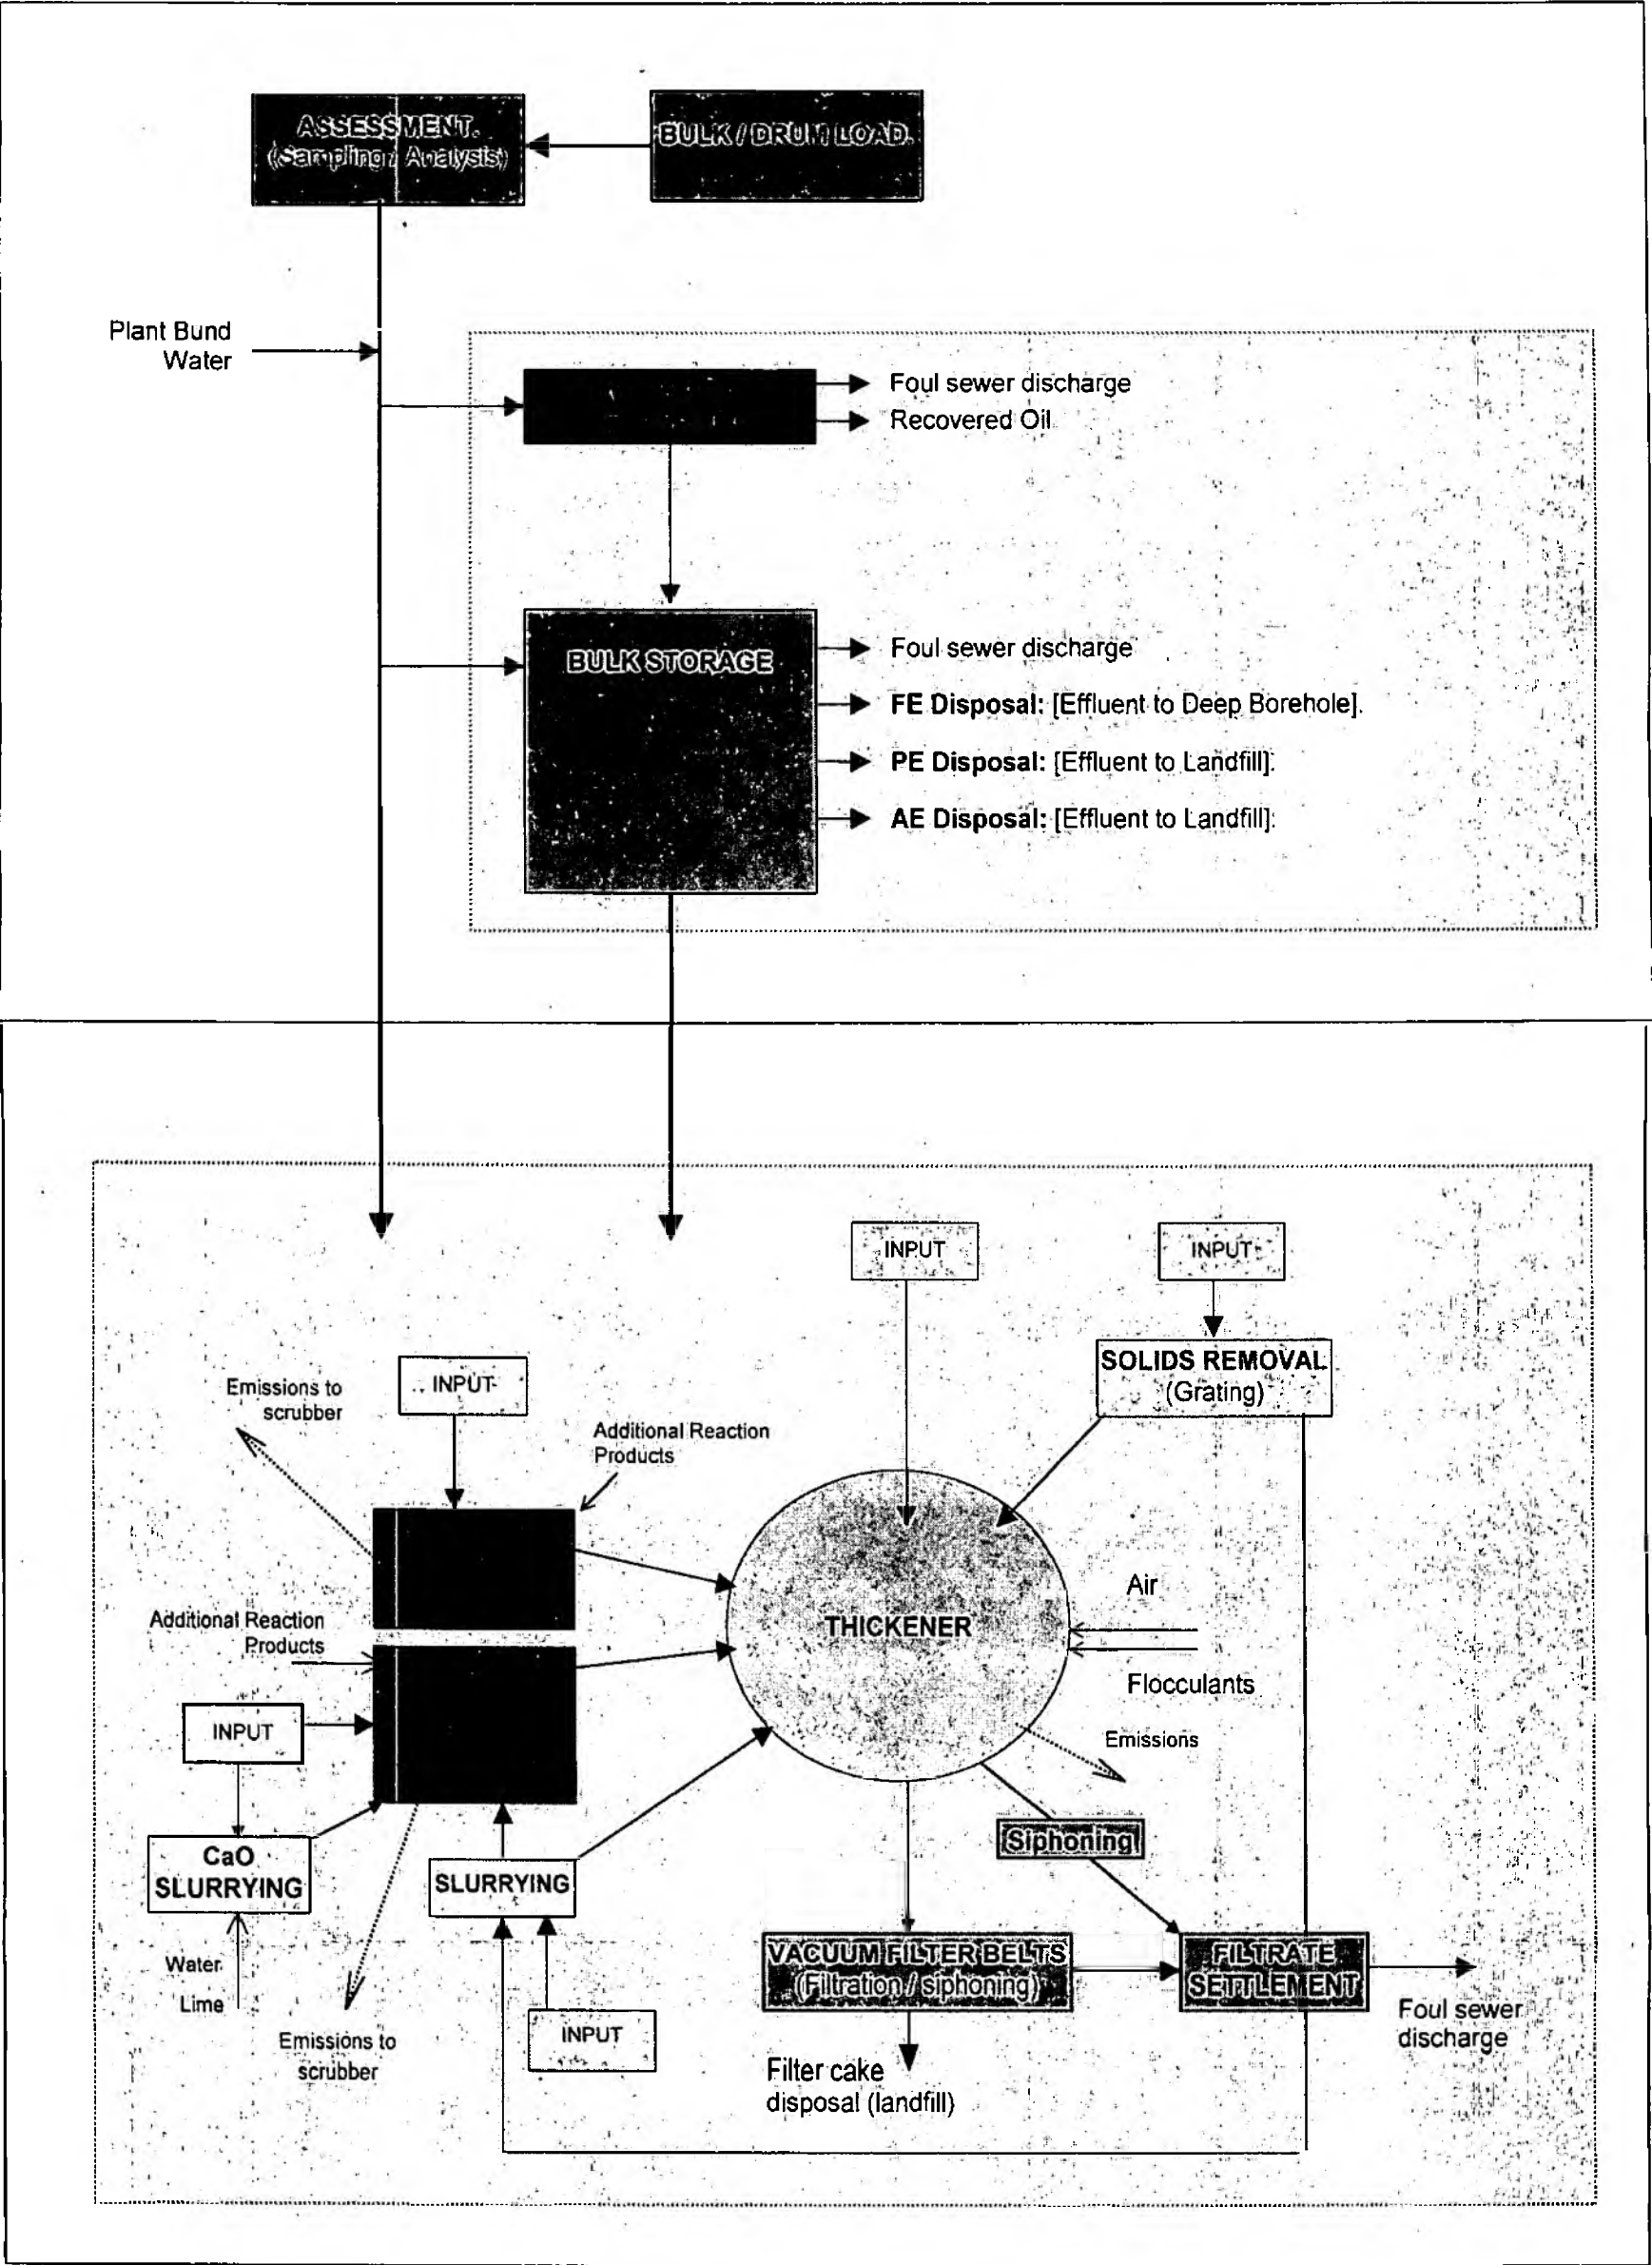 ASSESSMENT.
(Sampling / Analysis)
BULK / DRUM LOAD.
Plant Bund
Water
Foul sewer discharge
Recovered Oil
BULK STORAGE
Foul sewer discharge
FE Disposal: [Effluent to Deep Borehole].
PE Disposal: [Effluent to Landfill]:
AE Disposal: [Effluent to Landfill]:
INPUT
INPUT
SOLIDS REMOVAL
(Grating)
INPUT
Emissions to
scrubber
Additional Reaction
Products
Air
THICKENER
Additional Reaction
Products
Flocculants
INPUT
Emissions
Siphoning
CaO
SLURRYING
SLURRYING
VACUUM FILTER BELTS
(Filtration / siphoning)
FILTRATE
SETTLEMENT
Water
Lime
INPUT
Emissions to
scrubber
Foul sewer
discharge
Filter cake
disposal (landfill)